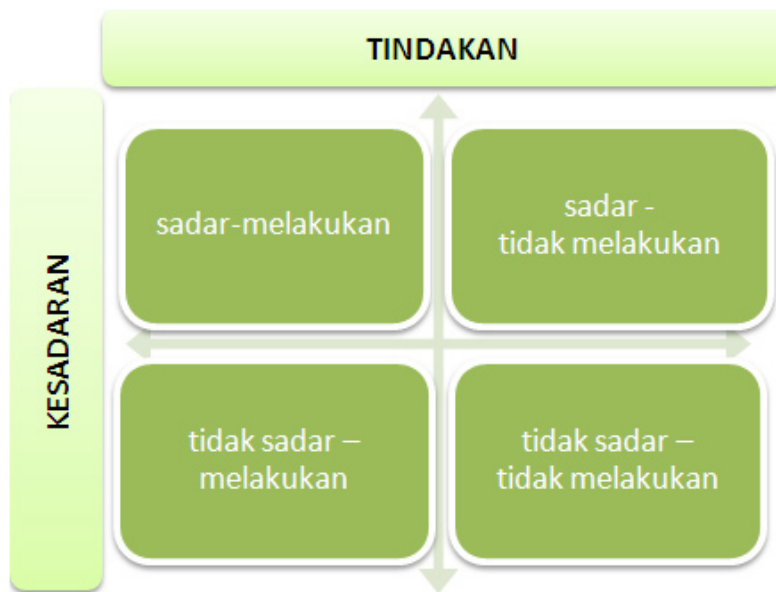 TINDAKAN
KESADARAN
sadar-melakukan
sadar -
tidak melakukan
tidak sadar –
melakukan
tidak sadar –
tidak melakukan